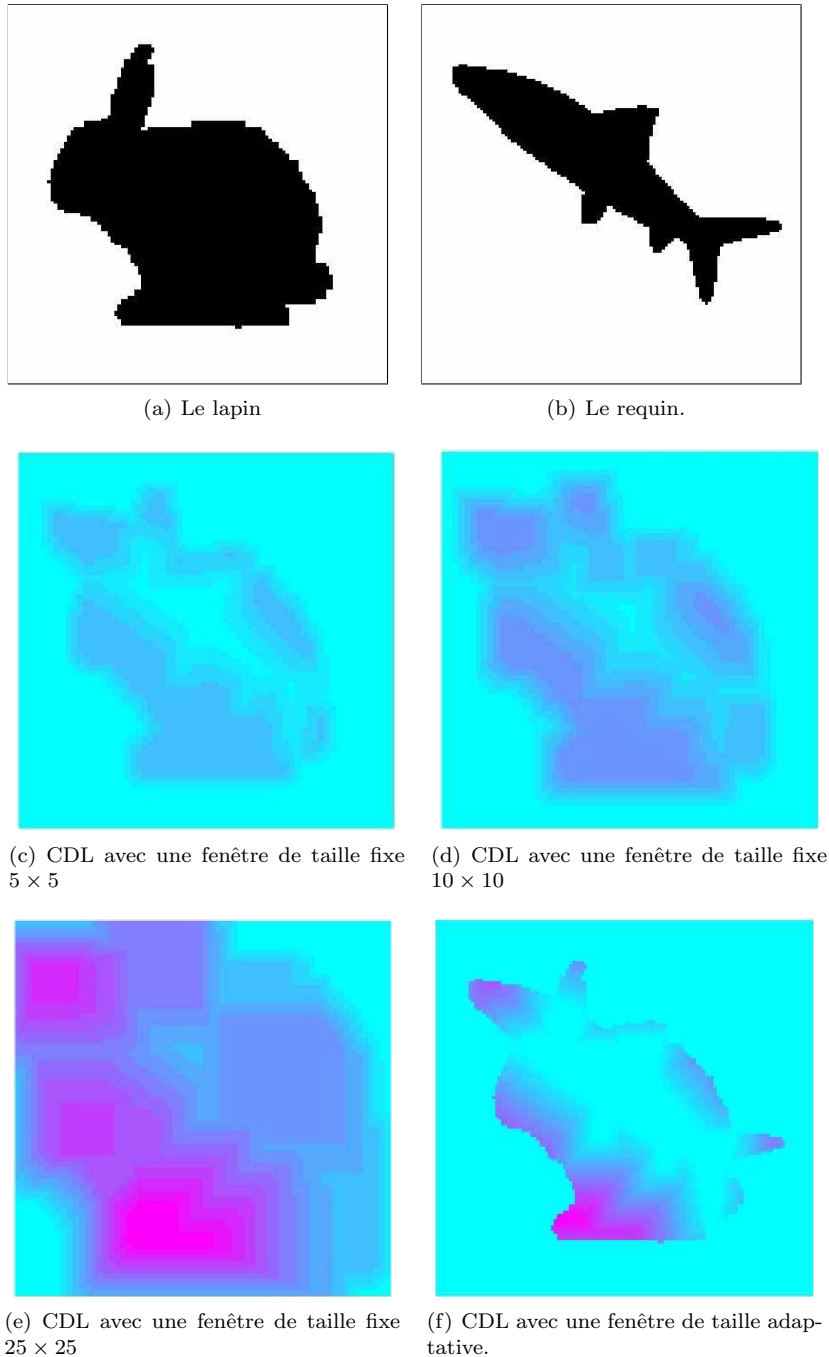 (a) Le lapin
(b) Le requin.
(c) CDL avec une fenêtre de taille fixe
5 × 5
(d) CDL avec une fenêtre de taille fixe
10 × 10
(e) CDL avec une fenêtre de taille fixe
25 × 25
(f) CDL avec une fenêtre de taille adap-
tative.